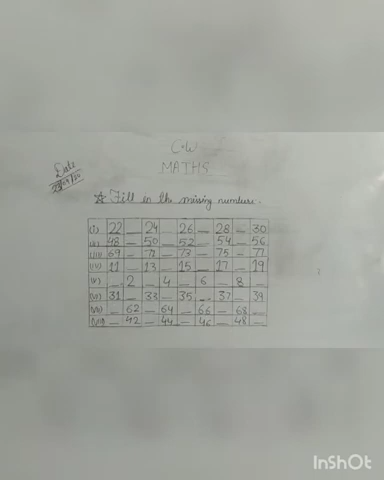 C.W
MATHS
Date
☆ Fill in the missing numbers.
(i) 22 _ 24 _ 26 _ 28 _ 30
(ii) 48 _ 50 _ 52 _ 54 _ 56
(iii) 69 _ 71 _ 73 _ 75 _ 77
(iv) 11 _ 13 _ 15 _ 17 _ 19
(v) _ 2 _ 4 _ 6 _ 8 _
(vi) 31 _ 33 _ 35 _ 37 _ 39
(vii) _ 62 _ 64 _ 66 _ 68 _
(viii) _ 42 _ 44 _ 46 _ 48 _
InShOt